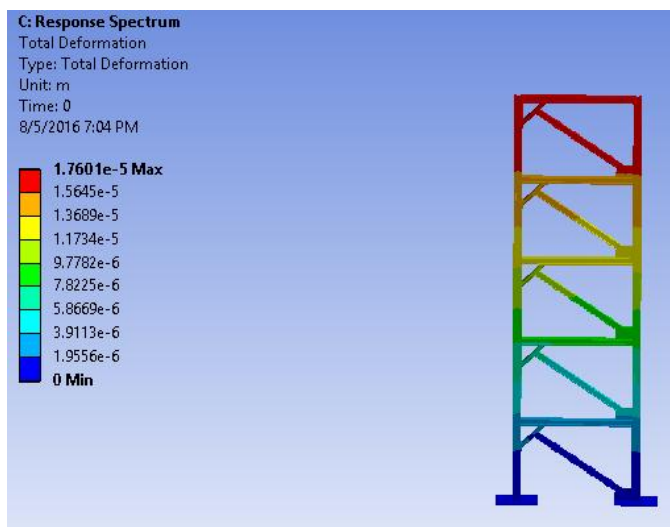 C: Response Spectrum
Total Deformation
Type: Total Deformation
Unit: m
Time: 0
8/5/2016 7:04 PM
1.7601e-5 Max
1.5645e-5
1.3689e-5
1.1734e-5
9.7782e-6
7.8225e-6
5.8669e-6
3.9113e-6
1.9556e-6
0 Min